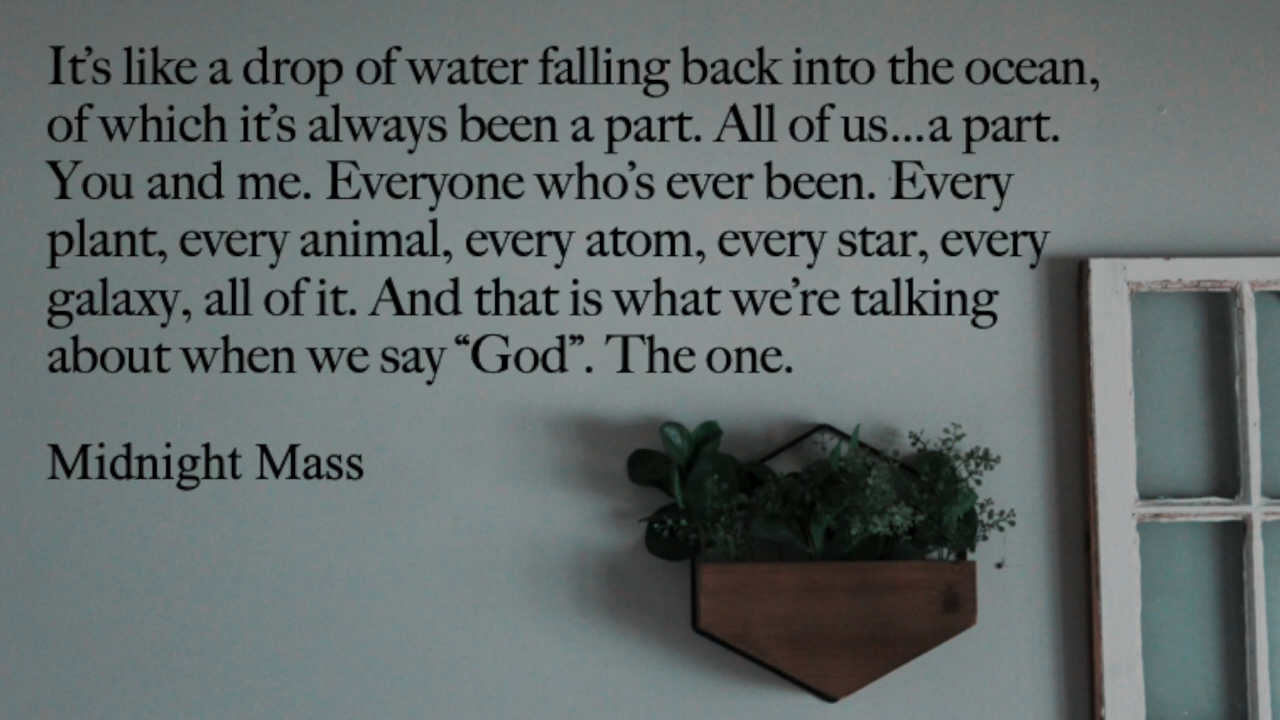 It’s like a drop of water falling back into the ocean,
of which it’s always been a part. All of us...a part.
You and me. Everyone who’s ever been. Every
plant, every animal, every atom, every star, every
galaxy, all of it. And that is what we’re talking
about when we say “God”. The one.
Midnight Mass